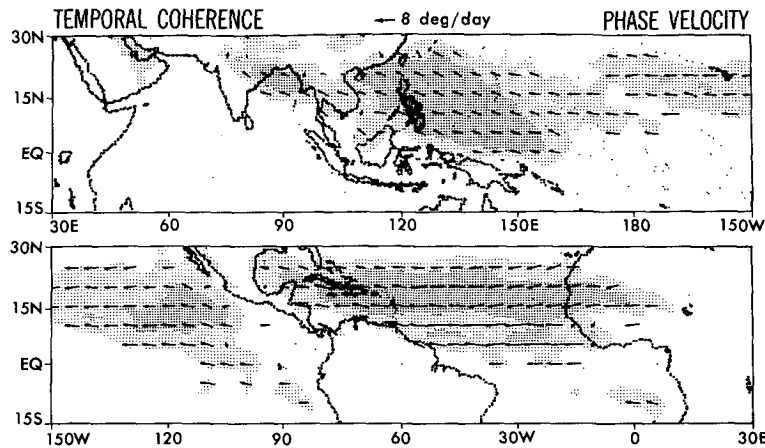 TEMPORAL COHERENCE
8 deg/day
PHASE VELOCITY
30N
15N
EQ
15S
30E 60 90 120 150E 180 150W
30N
15N
EQ
15S
150W 120 90 60 30W 0 30E